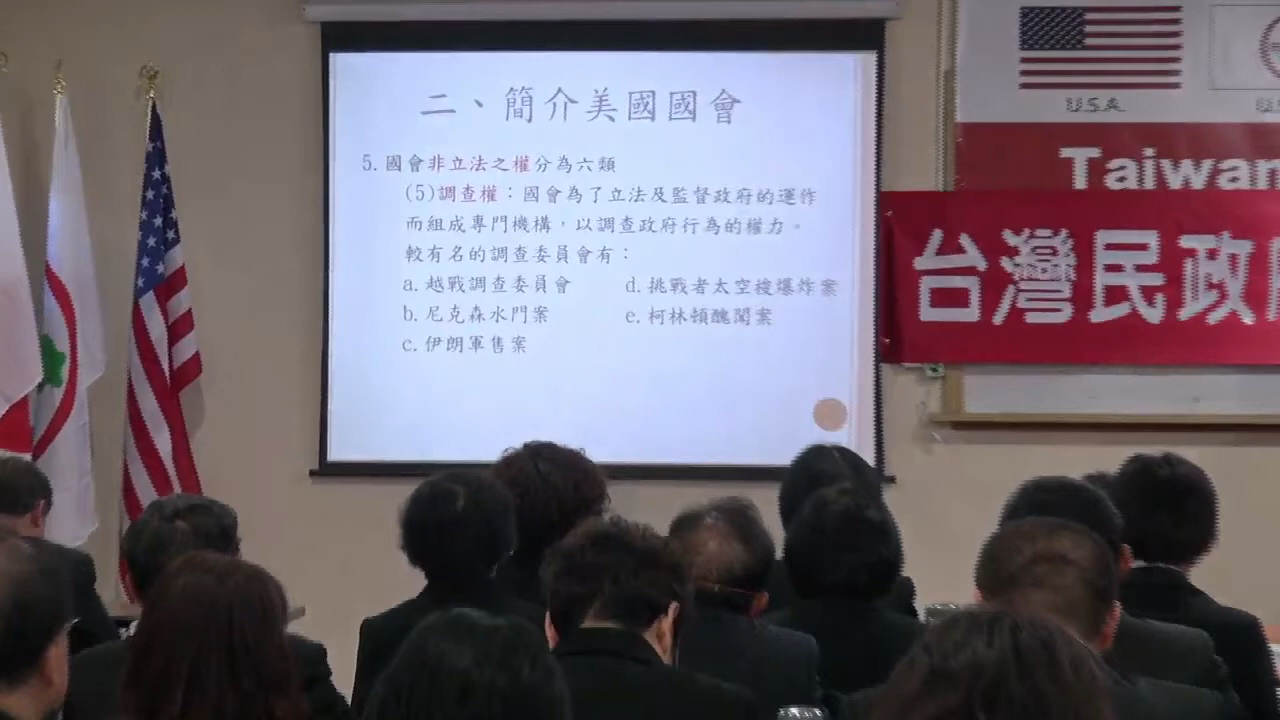 二、簡介美國國會
5. 國會非立法之權分為六類
(5)調查權：國會為了立法及監督政府的運作
而組成專門機構，以調查政府行為的權力。
較有名的調查委員會有：
a. 越戰調查委員會
d. 挑戰者太空梭爆炸案
b. 尼克森水門案
e. 柯林頓醜聞案
c. 伊朗軍售案
U.S.A.
Taiwan
台灣民政